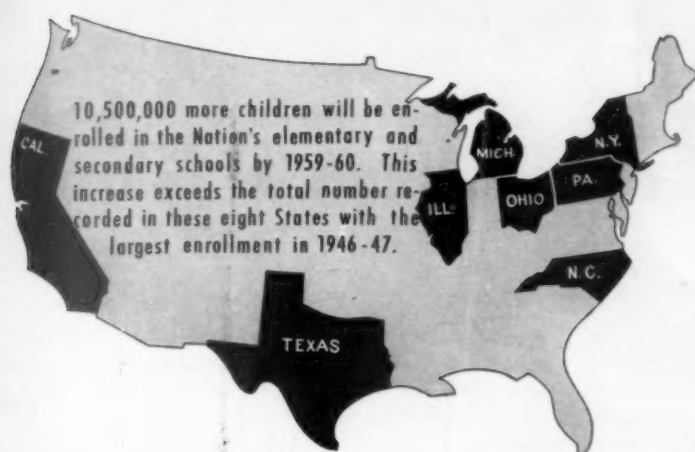 10,500,000 more children will be en-
rolled in the Nation's elementary and
secondary schools by 1959-60. This
increase exceeds the total number re-
corded in these eight States with the
largest enrollment in 1946-47.
CAL.
MICH.
N.Y.
PA.
ILL.
OHIO
N.C.
TEXAS